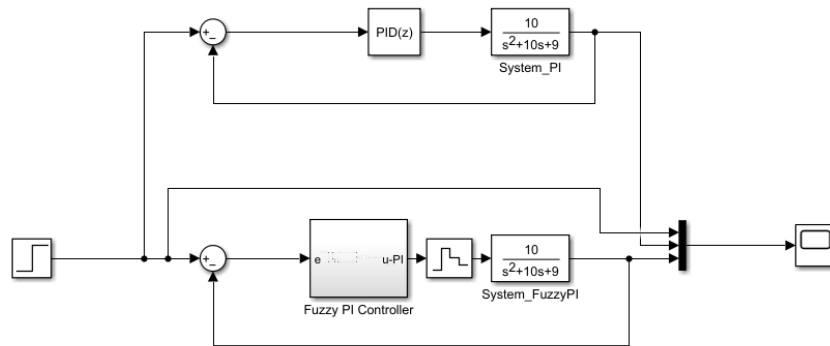 +
−
PID(z)
10
s²+10s+9
System_PI
+
−
e
u-PI
Fuzzy PI Controller
10
s²+10s+9
System_FuzzyPI